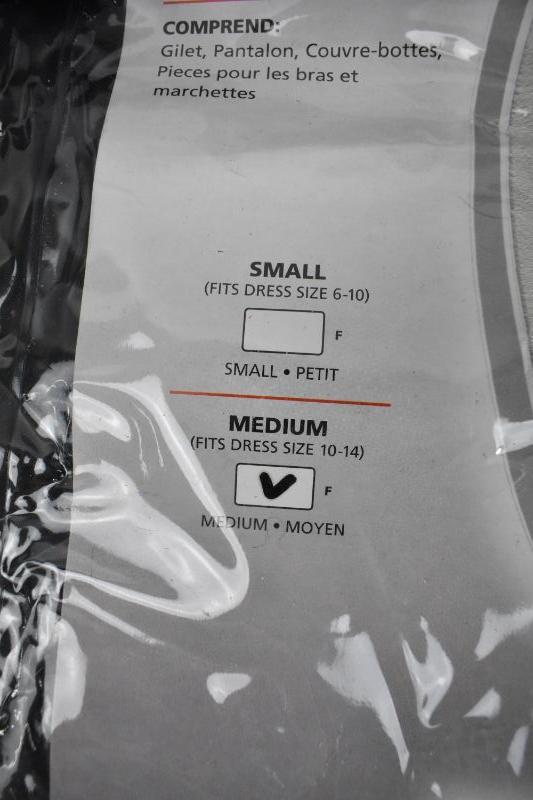 COMPREND:
Gilet, Pantalon, Couvre-bottes,
Pieces pour les bras et
marchettes
SMALL
(FITS DRESS SIZE 6-10)
F
SMALL • PETIT
MEDIUM
(FITS DRESS SIZE 10-14)
F
MEDIUM • MOYEN